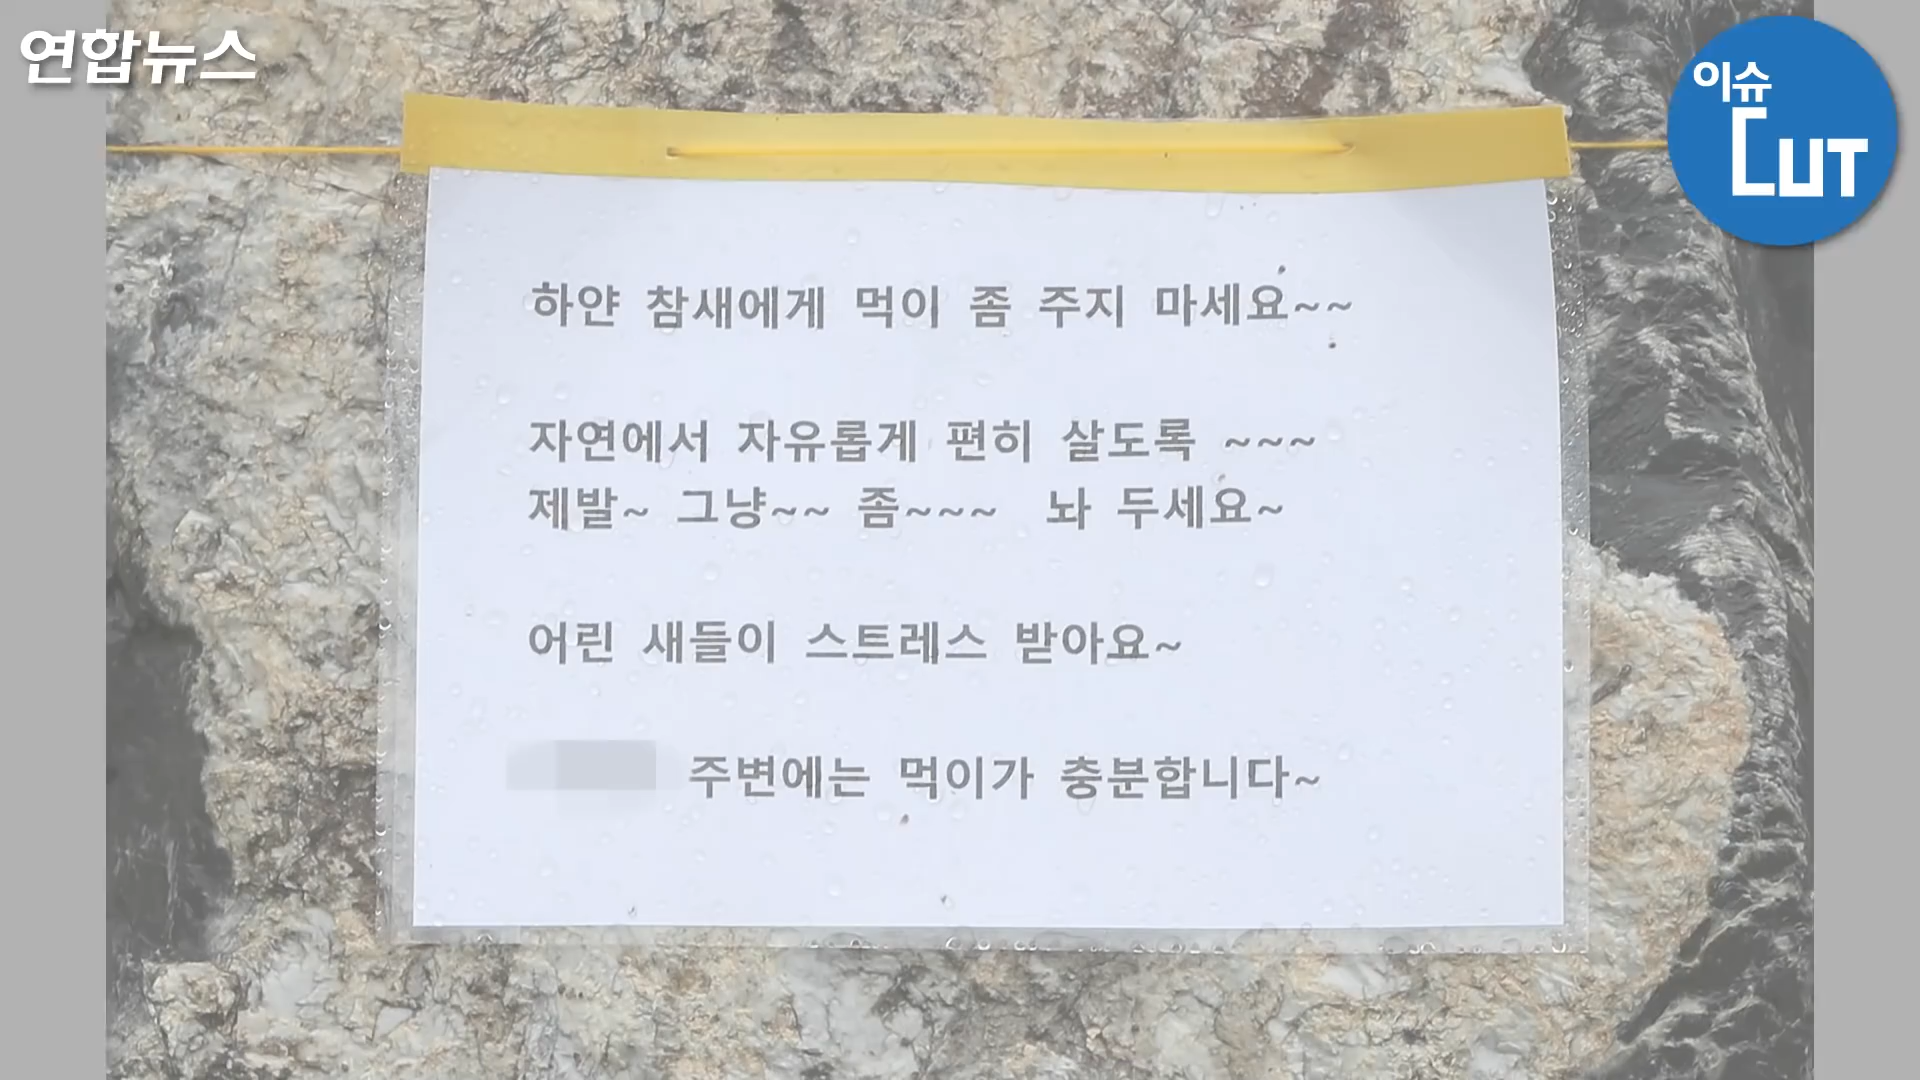 연합뉴스
이슈
CUT
하얀 참새에게 먹이 좀 주지 마세요~~
자연에서 자유롭게 편히 살도록 ~~~
제발~ 그냥~~ 좀~~~ 놔 두세요~
어린 새들이 스트레스 받아요~
주변에는 먹이가 충분합니다~